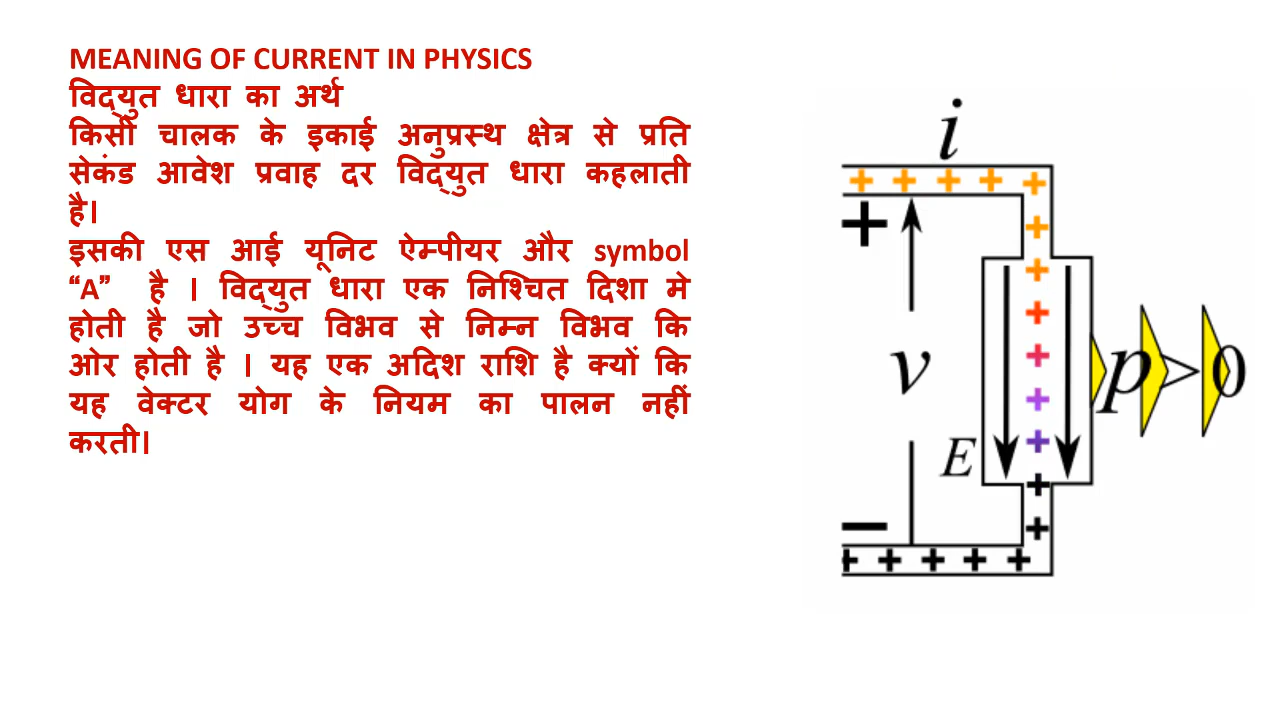 MEANING OF CURRENT IN PHYSICS
विद्युत धारा का अर्थ
किसी चालक के इकाई अनुप्रस्थ क्षेत्र से प्रति
सेकंड आवेश प्रवाह दर विद्युत धारा कहलाती
है।
इसकी एस आई यूनिट ऐम्पीयर और symbol
“A” है । विद्युत धारा एक निश्चित दिशा मे
होती है जो उच्च विभव से निम्न विभव कि
ओर होती है । यह एक अदिश राशि है क्यों कि
यह वेक्टर योग के नियम का पालन नहीं
करती।
i
+ + + + +
+
+
+
+
v
+
p>0
+
+
E
+
+
−
+ + + + +